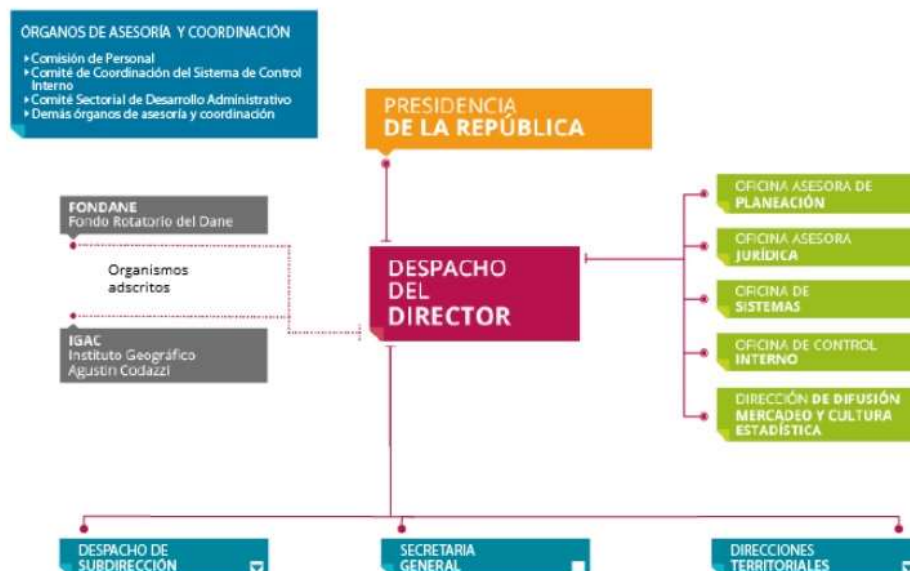 ÓRGANOS DE ASESORÍA Y COORDINACIÓN
Comisión de Personal
Comité de Coordinación del Sistema de Control
Interno
Comité Sectorial de Desarrollo Administrativo
Demás órganos de asesoría y coordinación
PRESIDENCIA
DE LA REPÚBLICA
FONDANE
Fondo Rotatorio del Dane
Organismos
adscritos
IGAC
Instituto Geográfico
Agustin Codazzi
DESPACHO
DEL
DIRECTOR
OFICINA ASESORA DE
PLANEACIÓN
OFICINA ASESORA
JURÍDICA
OFICINA DE
SISTEMAS
OFICINA DE CONTROL
INTERNO
DIRECCIÓN DE DIFUSIÓN
MERCADEO Y CULTURA
ESTADÍSTICA
DESPACHO DE
SUBDIRECCIÓN
SECRETARIA
GENERAL
DIRECCIONES
TERRITORIALES